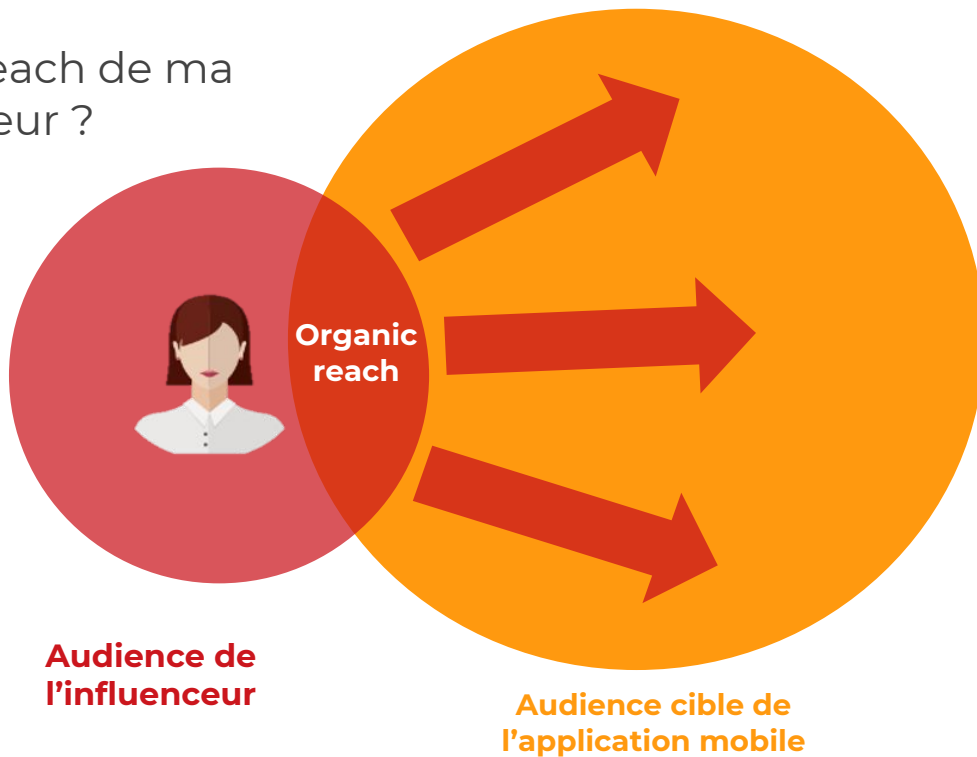 each de ma
eur ?
Organic
reach
Audience de
l’influenceur
Audience cible de
l’application mobile